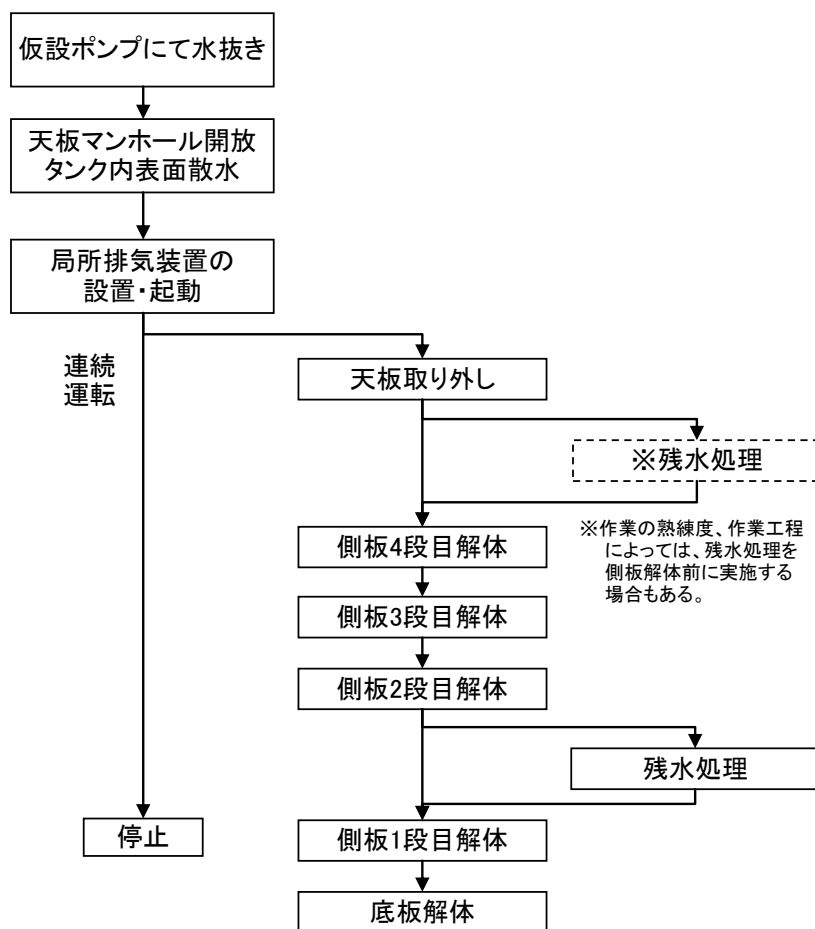 仮設ポンプにて水抜き
天板マンホール開放
タンク内表面散水
局所排気装置の
設置・起動
連続
運転
天板取り外し
※残水処理
※作業の熟練度、作業工程
によっては、残水処理を
側板解体前に実施する
場合もある。
側板4段目解体
側板3段目解体
側板2段目解体
残水処理
停止
側板1段目解体
底板解体